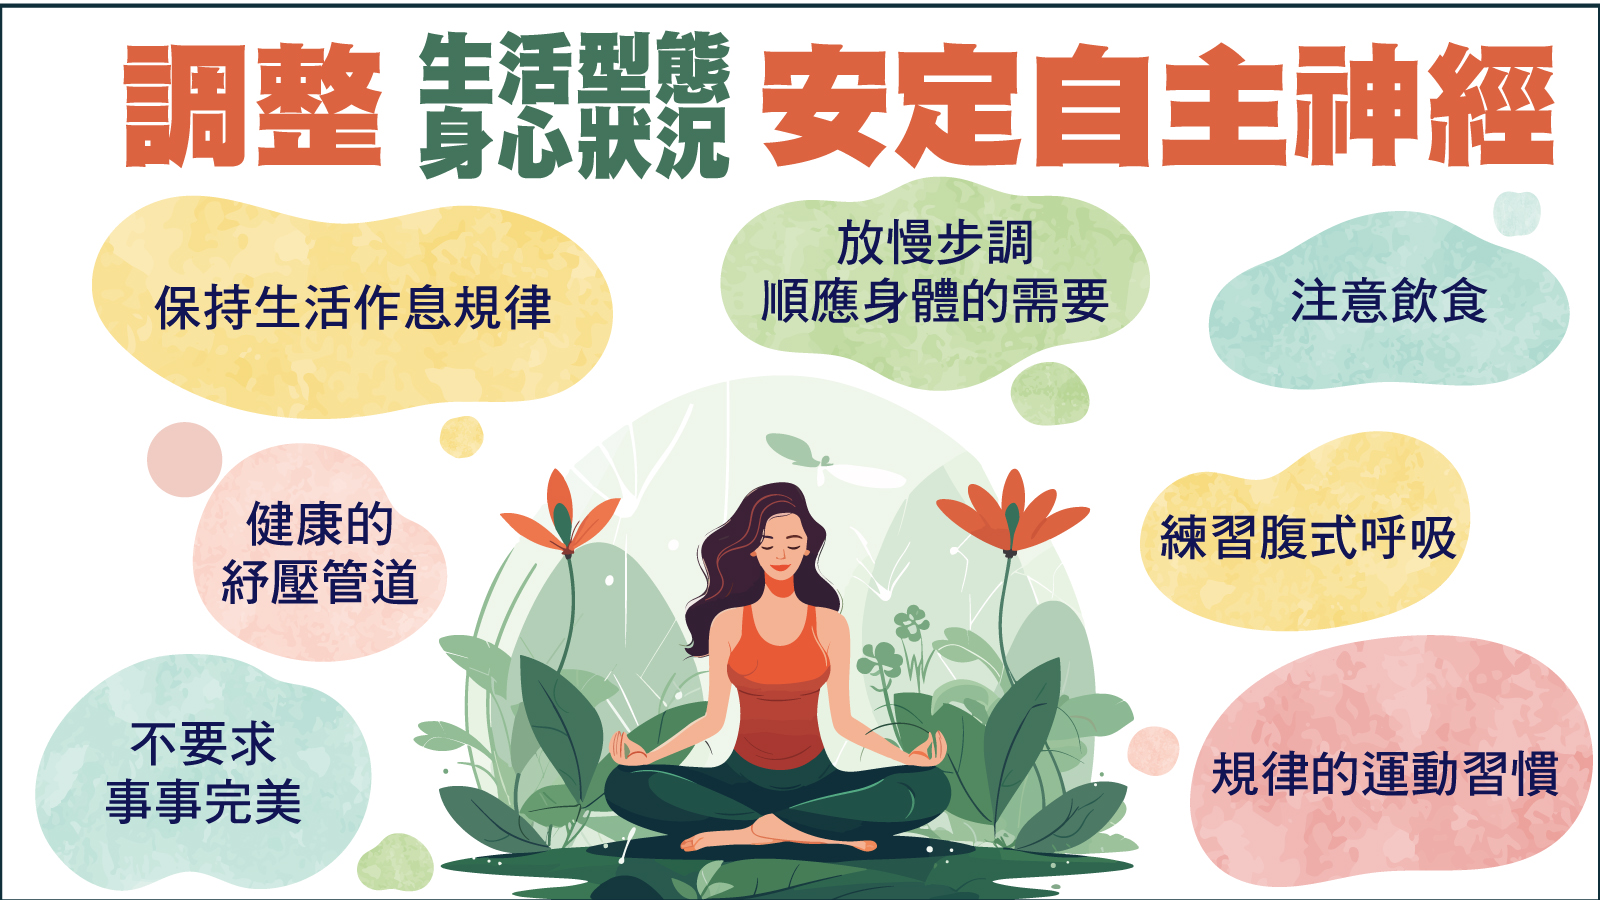 調整 生活型態 身心狀況 安定自主神經
保持生活作息規律
放慢步調
順應身體的需要
注意飲食
健康的
紓壓管道
練習腹式呼吸
不要求
事事完美
規律的運動習慣